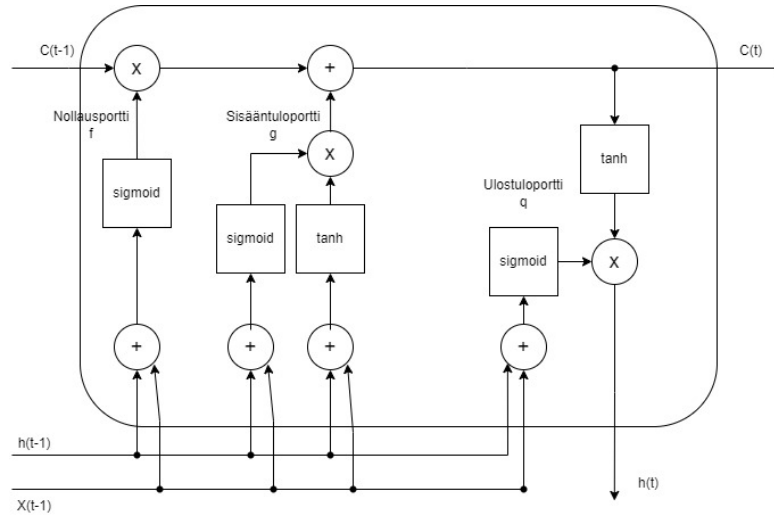 C(t-1)
C(t)
X
+
Nollausportti
f
Sisääntuloportti
g
X
tanh
sigmoid
Ulostuloportti
q
sigmoid
tanh
sigmoid
X
+
+
+
+
h(t-1)
X(t-1)
h(t)